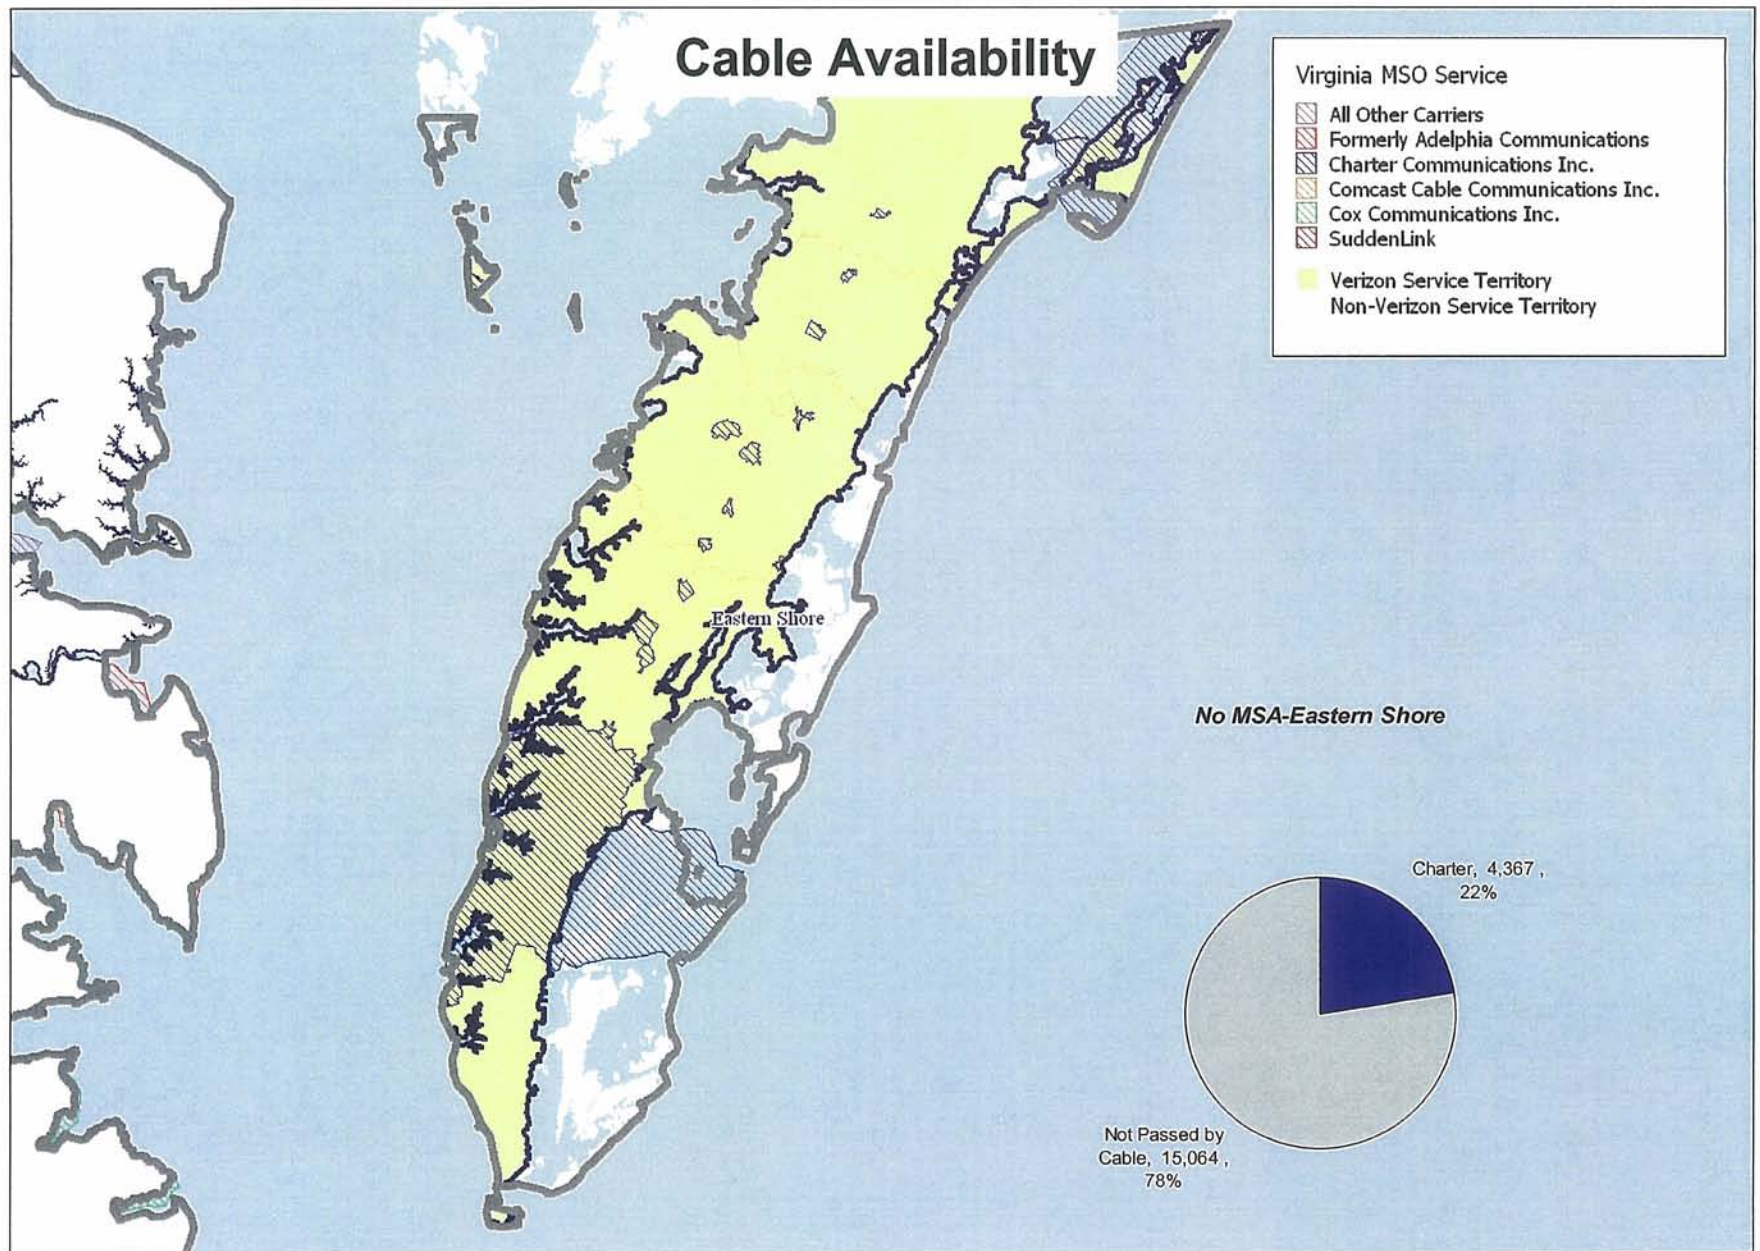 Cable Availability
Virginia MSO Service
All Other Carriers
Formerly Adelphia Communications
Charter Communications Inc.
Comcast Cable Communications Inc.
Cox Communications Inc.
SuddenLink
Verizon Service Territory
Non-Verizon Service Territory
Eastern Shore
No MSA-Eastern Shore
Charter, 4,367 ,
22%
Not Passed by
Cable, 15,064 ,
78%